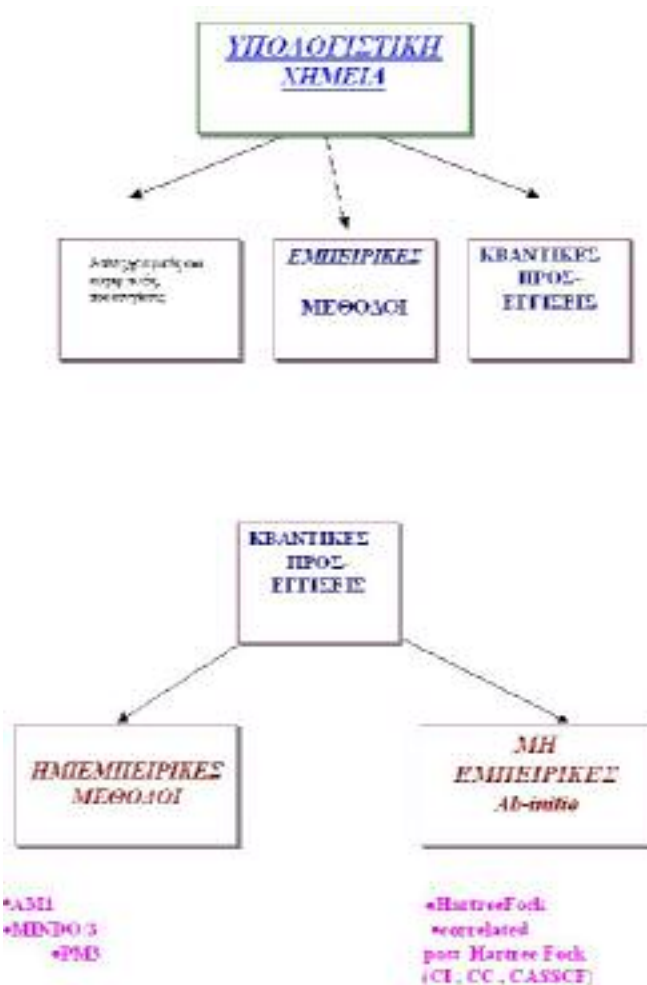 ΥΠΟΛΟΓΙΣΤΙΚΗ
ΧΗΜΕΙΑ
ΕΜΠΕΙΡΙΚΕΣ
ΜΕΘΟΔΟΙ
ΚΒΑΝΤΙΚΕΣ
ΠΡΟΣ-
ΕΓΓΙΣΕΙΣ
ΚΒΑΝΤΙΚΕΣ
ΠΡΟΣ-
ΕΓΓΙΣΕΙΣ
ΗΜΙΕΜΠΕΙΡΙΚΕΣ
ΜΕΘΟΔΟΙ
ΜΗ
ΕΜΠΕΙΡΙΚΕΣ
Ab-initio
•AM1
•MINDO 3
•PM3
•HartreeFock
•correlated
post Hartree Fock
(CI, CC, CASSCF)